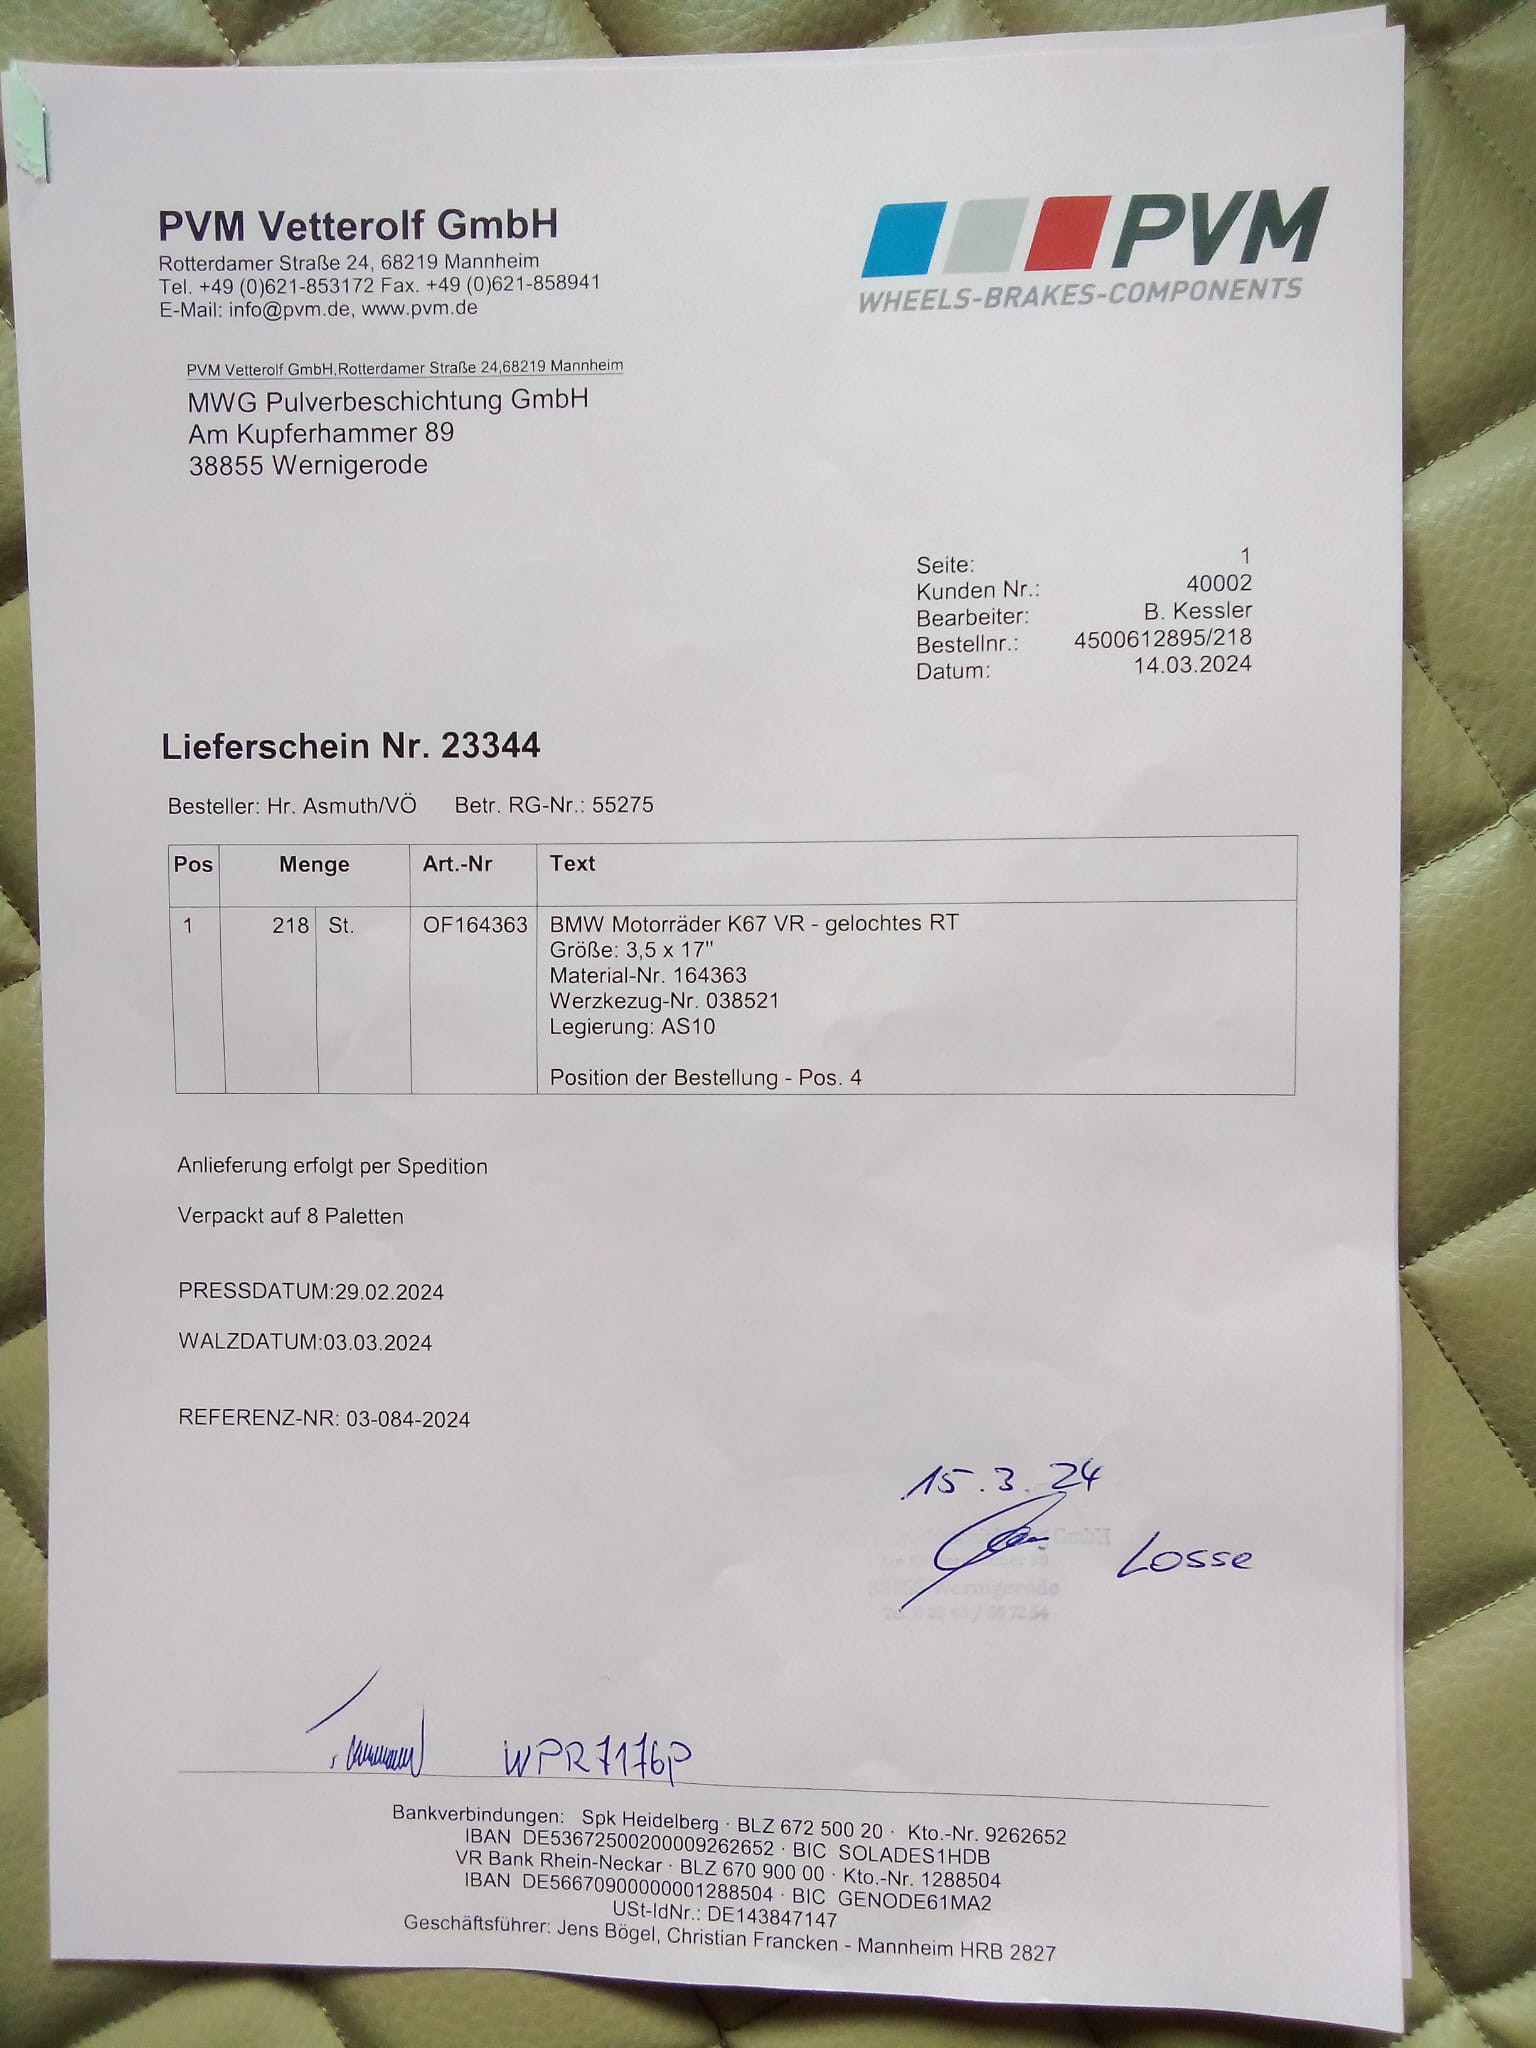 PVM Vetterolf GmbH
Rotterdamer Straße 24, 68219 Mannheim
Tel. +49 (0)621-853172 Fax. +49 (0)621-858941
E-Mail: info@pvm.de, www.pvm.de
PVM
WHEELS-BRAKES-COMPONENTS
PVM Vetterolf GmbH,Rotterdamer Straße 24,68219 Mannheim
MWG Pulverbeschichtung GmbH
Am Kupferhammer 89
38855 Wernigerode
Seite: 1
Kunden Nr.: 40002
Bearbeiter: B. Kessler
Bestellnr.: 4500612895/218
Datum: 14.03.2024
Lieferschein Nr. 23344
Besteller: Hr. Asmuth/VÖ Betr. RG-Nr.: 55275
Pos Menge Art.-Nr Text
1 218 St. OF164363 BMW Motorräder K67 VR - gelochtes RT
Größe: 3,5 x 17"
Material-Nr. 164363
Werzkezug-Nr. 038521
Legierung: AS10
Position der Bestellung - Pos. 4
Anlieferung erfolgt per Spedition
Verpackt auf 8 Paletten
PRESSDATUM:29.02.2024
WALZDATUM:03.03.2024
REFERENZ-NR: 03-084-2024
15.3.24
GmbH
Losse
Wernigerode
WPR7176P
Bankverbindungen: Spk Heidelberg · BLZ 672 500 20 · Kto.-Nr. 9262652
IBAN DE53672500200009262652 · BIC SOLADES1HDB
VR Bank Rhein-Neckar · BLZ 670 900 00 · Kto.-Nr. 1288504
IBAN DE56670900000001288504 · BIC GENODE61MA2
USt-IdNr.: DE143847147
Geschäftsführer: Jens Bögel, Christian Francken - Mannheim HRB 2827